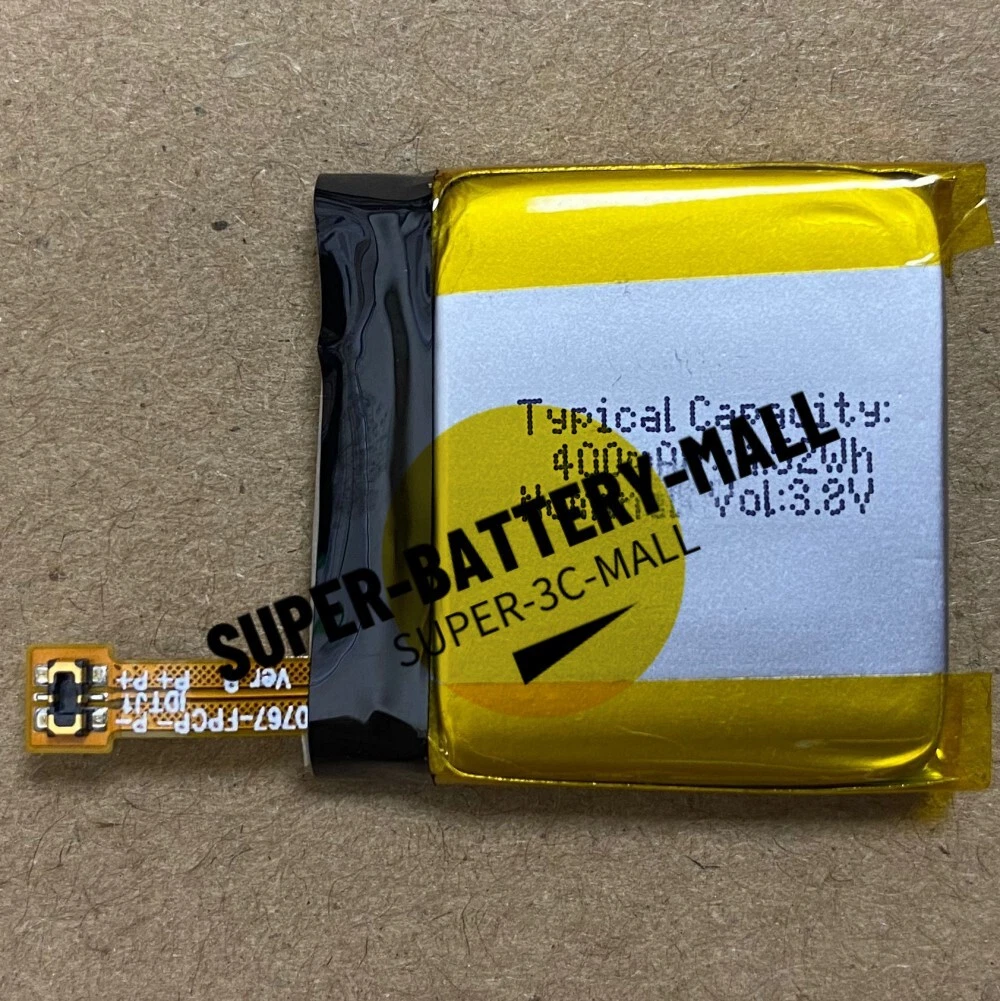 Typical Capacity:
Vol:3.8V
SUPER-BATTERY-MALL
SUPER-3C-MALL
Ver
P+P+
JDTJ1
0767-FPCP-P-